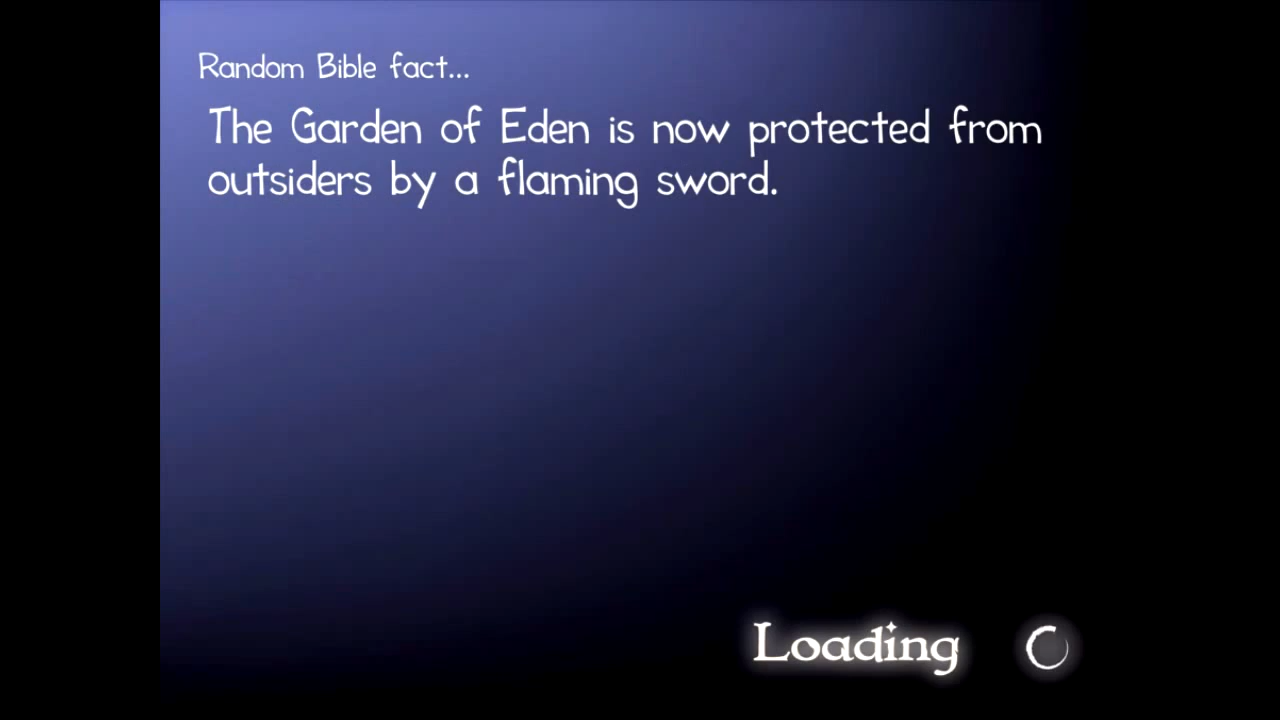 Random Bible fact...
The Garden of Eden is now protected from
outsiders by a flaming sword.
Loading